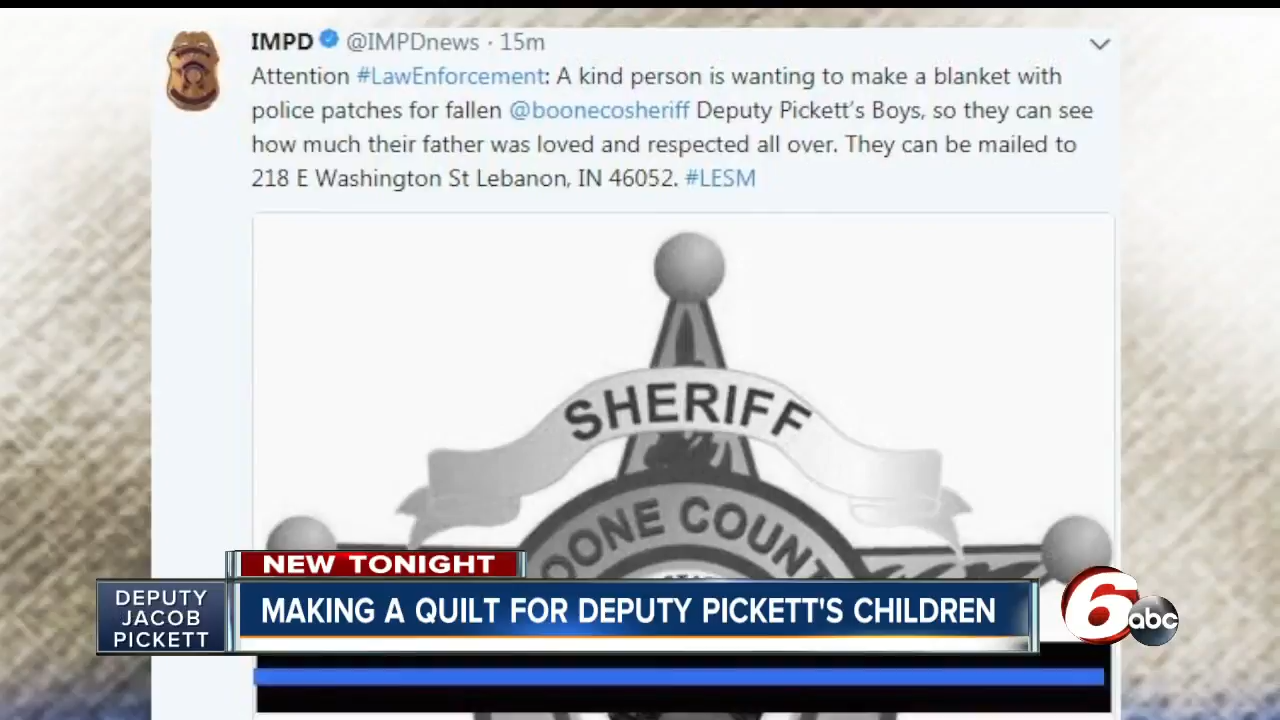 IMPD @IMPDnews · 15m
Attention #LawEnforcement: A kind person is wanting to make a blanket with
police patches for fallen @boonecosheriff Deputy Pickett's Boys, so they can see
how much their father was loved and respected all over. They can be mailed to
218 E Washington St Lebanon, IN 46052. #LESM
SHERIFF
OONE COUNT
NEW TONIGHT
DEPUTY
JACOB
PICKETT
MAKING A QUILT FOR DEPUTY PICKETT'S CHILDREN
6 abc